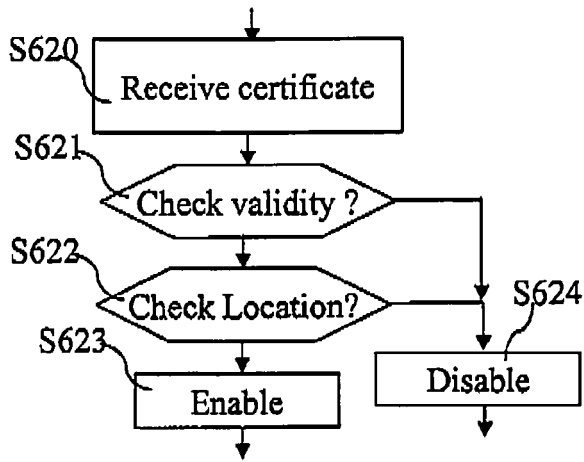 S620
Receive certificate
S621
Check validity ?
S622
Check Location?
S624
S623
Disable
Enable